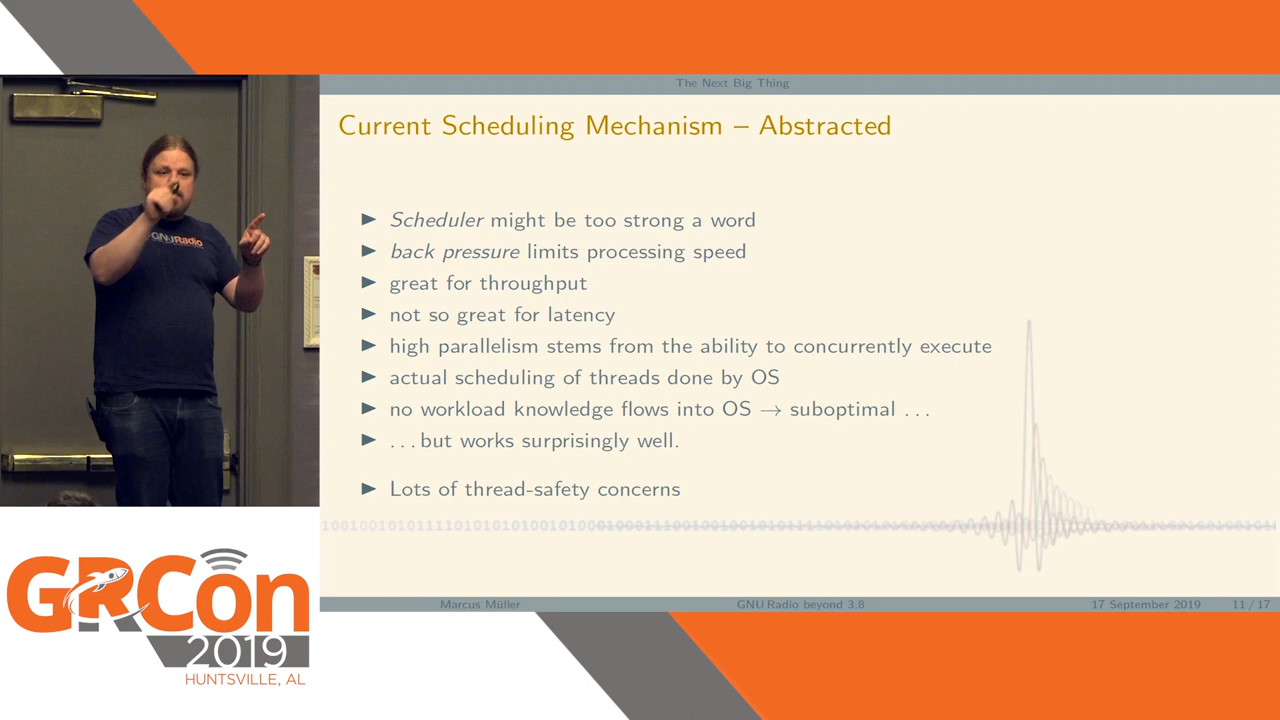 The Next Big Thing
Current Scheduling Mechanism – Abstracted
GNURadio
▶ Scheduler might be too strong a word
▶ back pressure limits processing speed
▶ great for throughput
▶ not so great for latency
▶ high parallelism stems from the ability to concurrently execute
▶ actual scheduling of threads done by OS
▶ no workload knowledge flows into OS → suboptimal ...
▶ ...but works surprisingly well.
▶ Lots of thread-safety concerns
Marcus Müller GNU Radio beyond 3.8 17 September 2019 11 / 17
GRCon
2019
HUNTSVILLE, AL